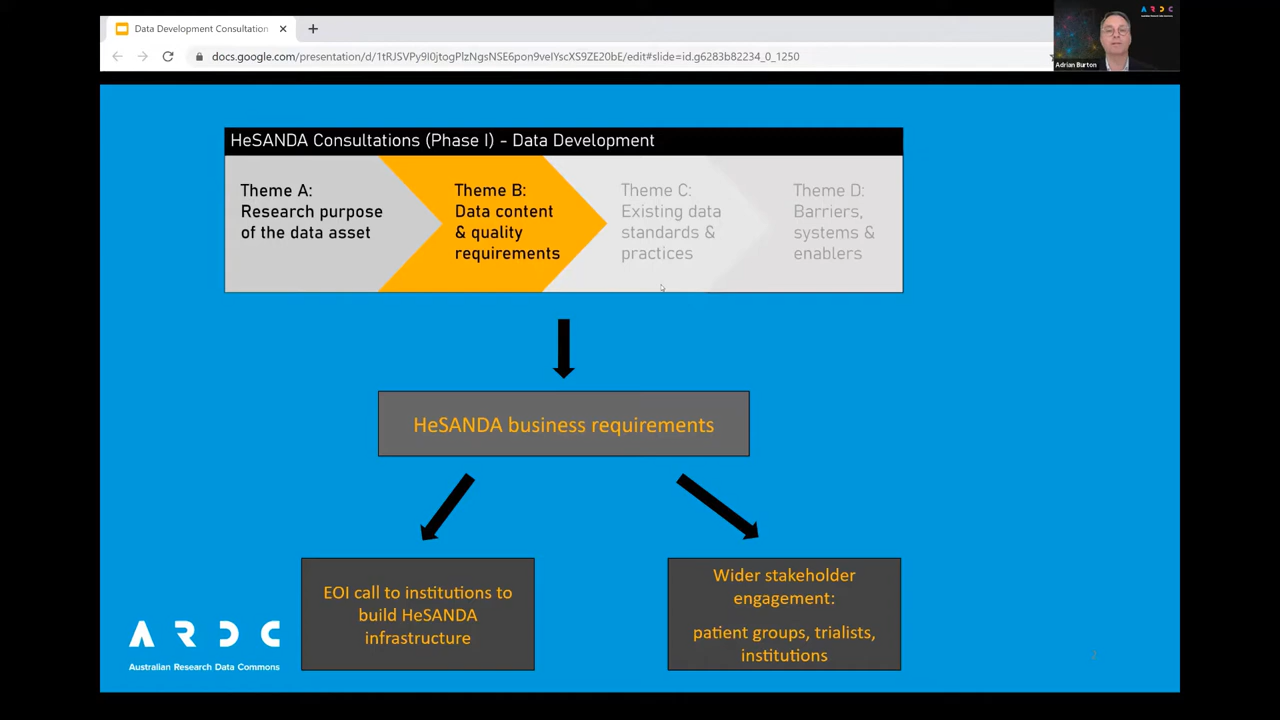 Data Development Consultation
docs.google.com/presentation/d/1tRJSVPy9I0jtogPlzNgsNSE6pon9veIYscXS9ZE20bE/edit#slide=id.g6283b82234_0_1250
ARDC
Adrian Burton
HeSANDA Consultations (Phase I) - Data Development
Theme A:
Research purpose
of the data asset
Theme B:
Data content
& quality
requirements
Theme C:
Existing data
standards &
practices
Theme D:
Barriers,
systems &
enablers
HeSANDA business requirements
EOI call to institutions to
build HeSANDA
infrastructure
Wider stakeholder
engagement:
patient groups, trialists,
institutions
ARDC
Australian Research Data Commons